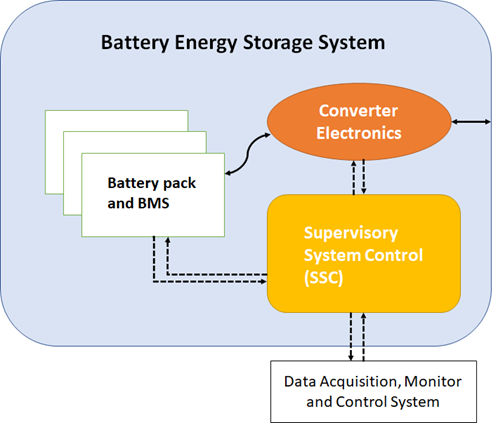 Battery Energy Storage System
Converter
Electronics
Battery pack
and BMS
Supervisory
System Control
(SSC)
Data Acquisition, Monitor
and Control System